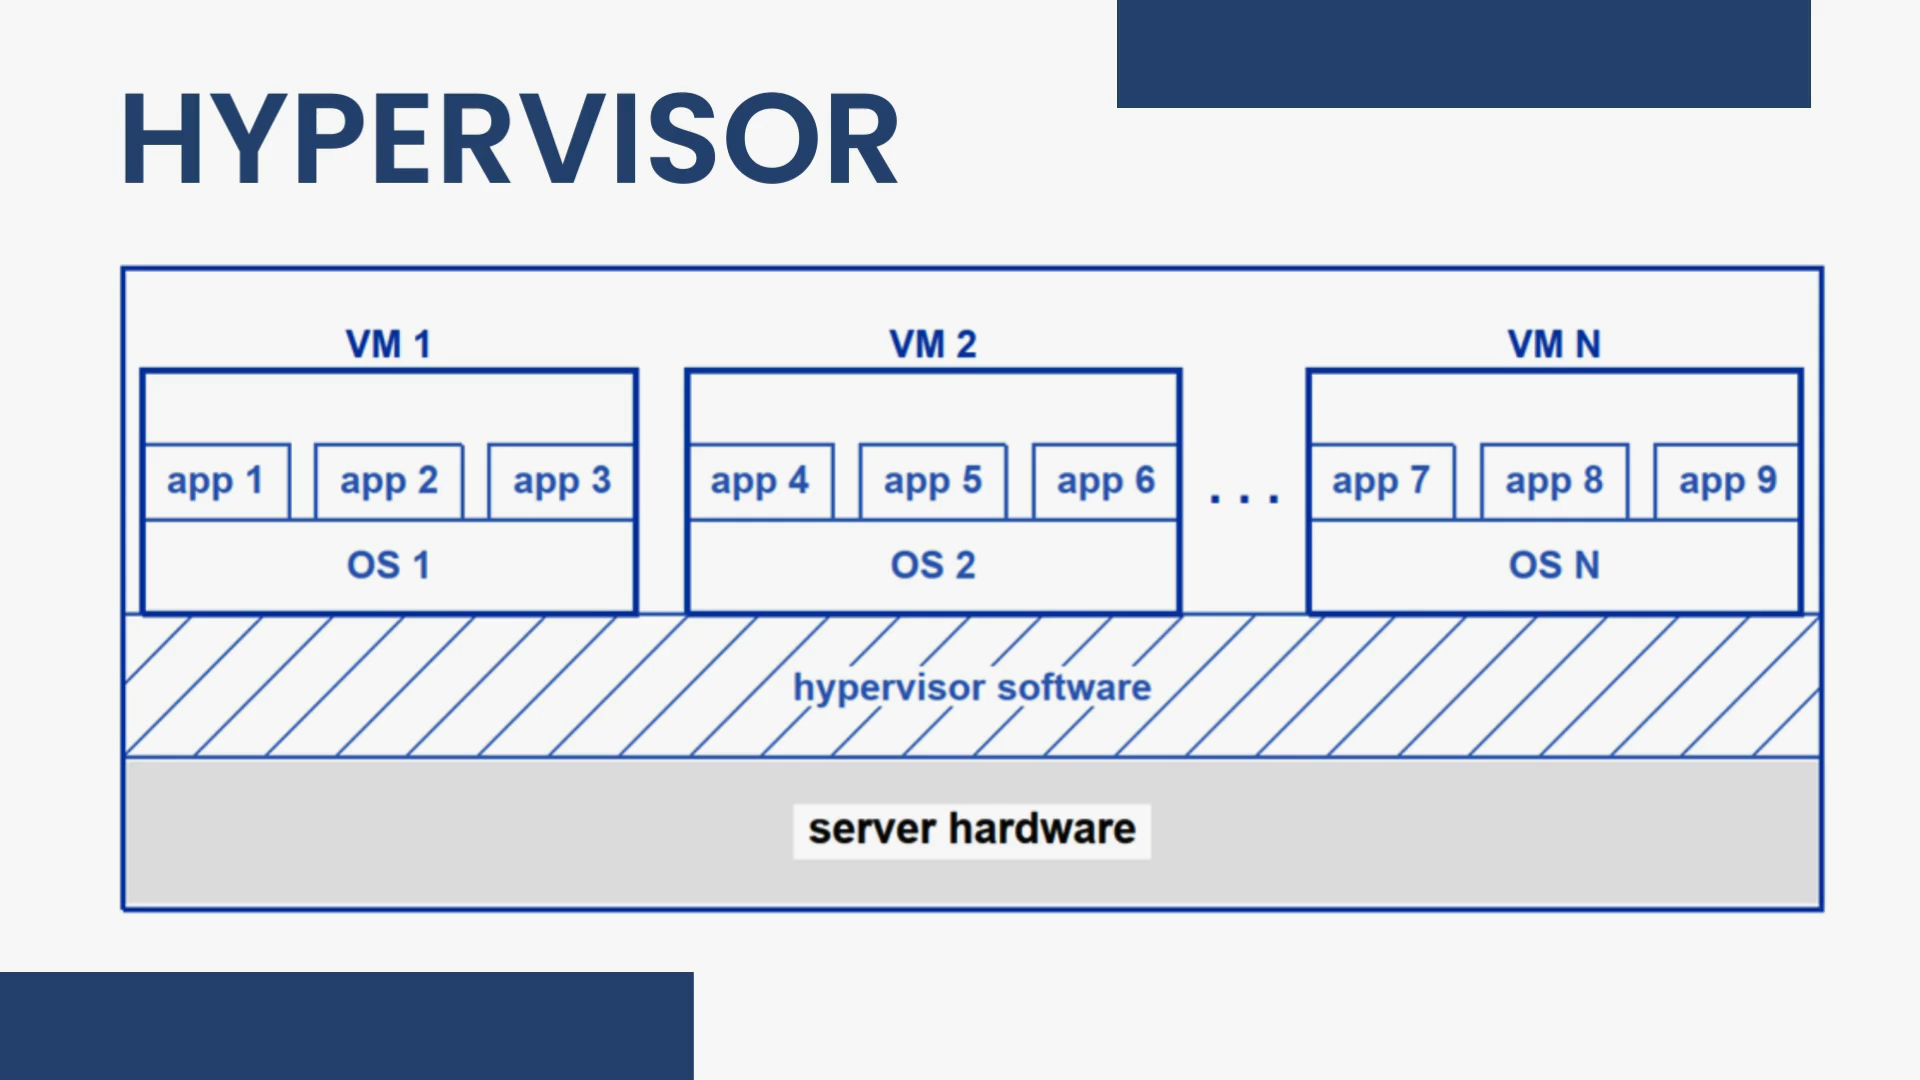 HYPERVISOR
VM 1 VM 2 VM N
app 1 app 2 app 3 app 4 app 5 app 6 . . . app 7 app 8 app 9
OS 1 OS 2 OS N
hypervisor software
server hardware